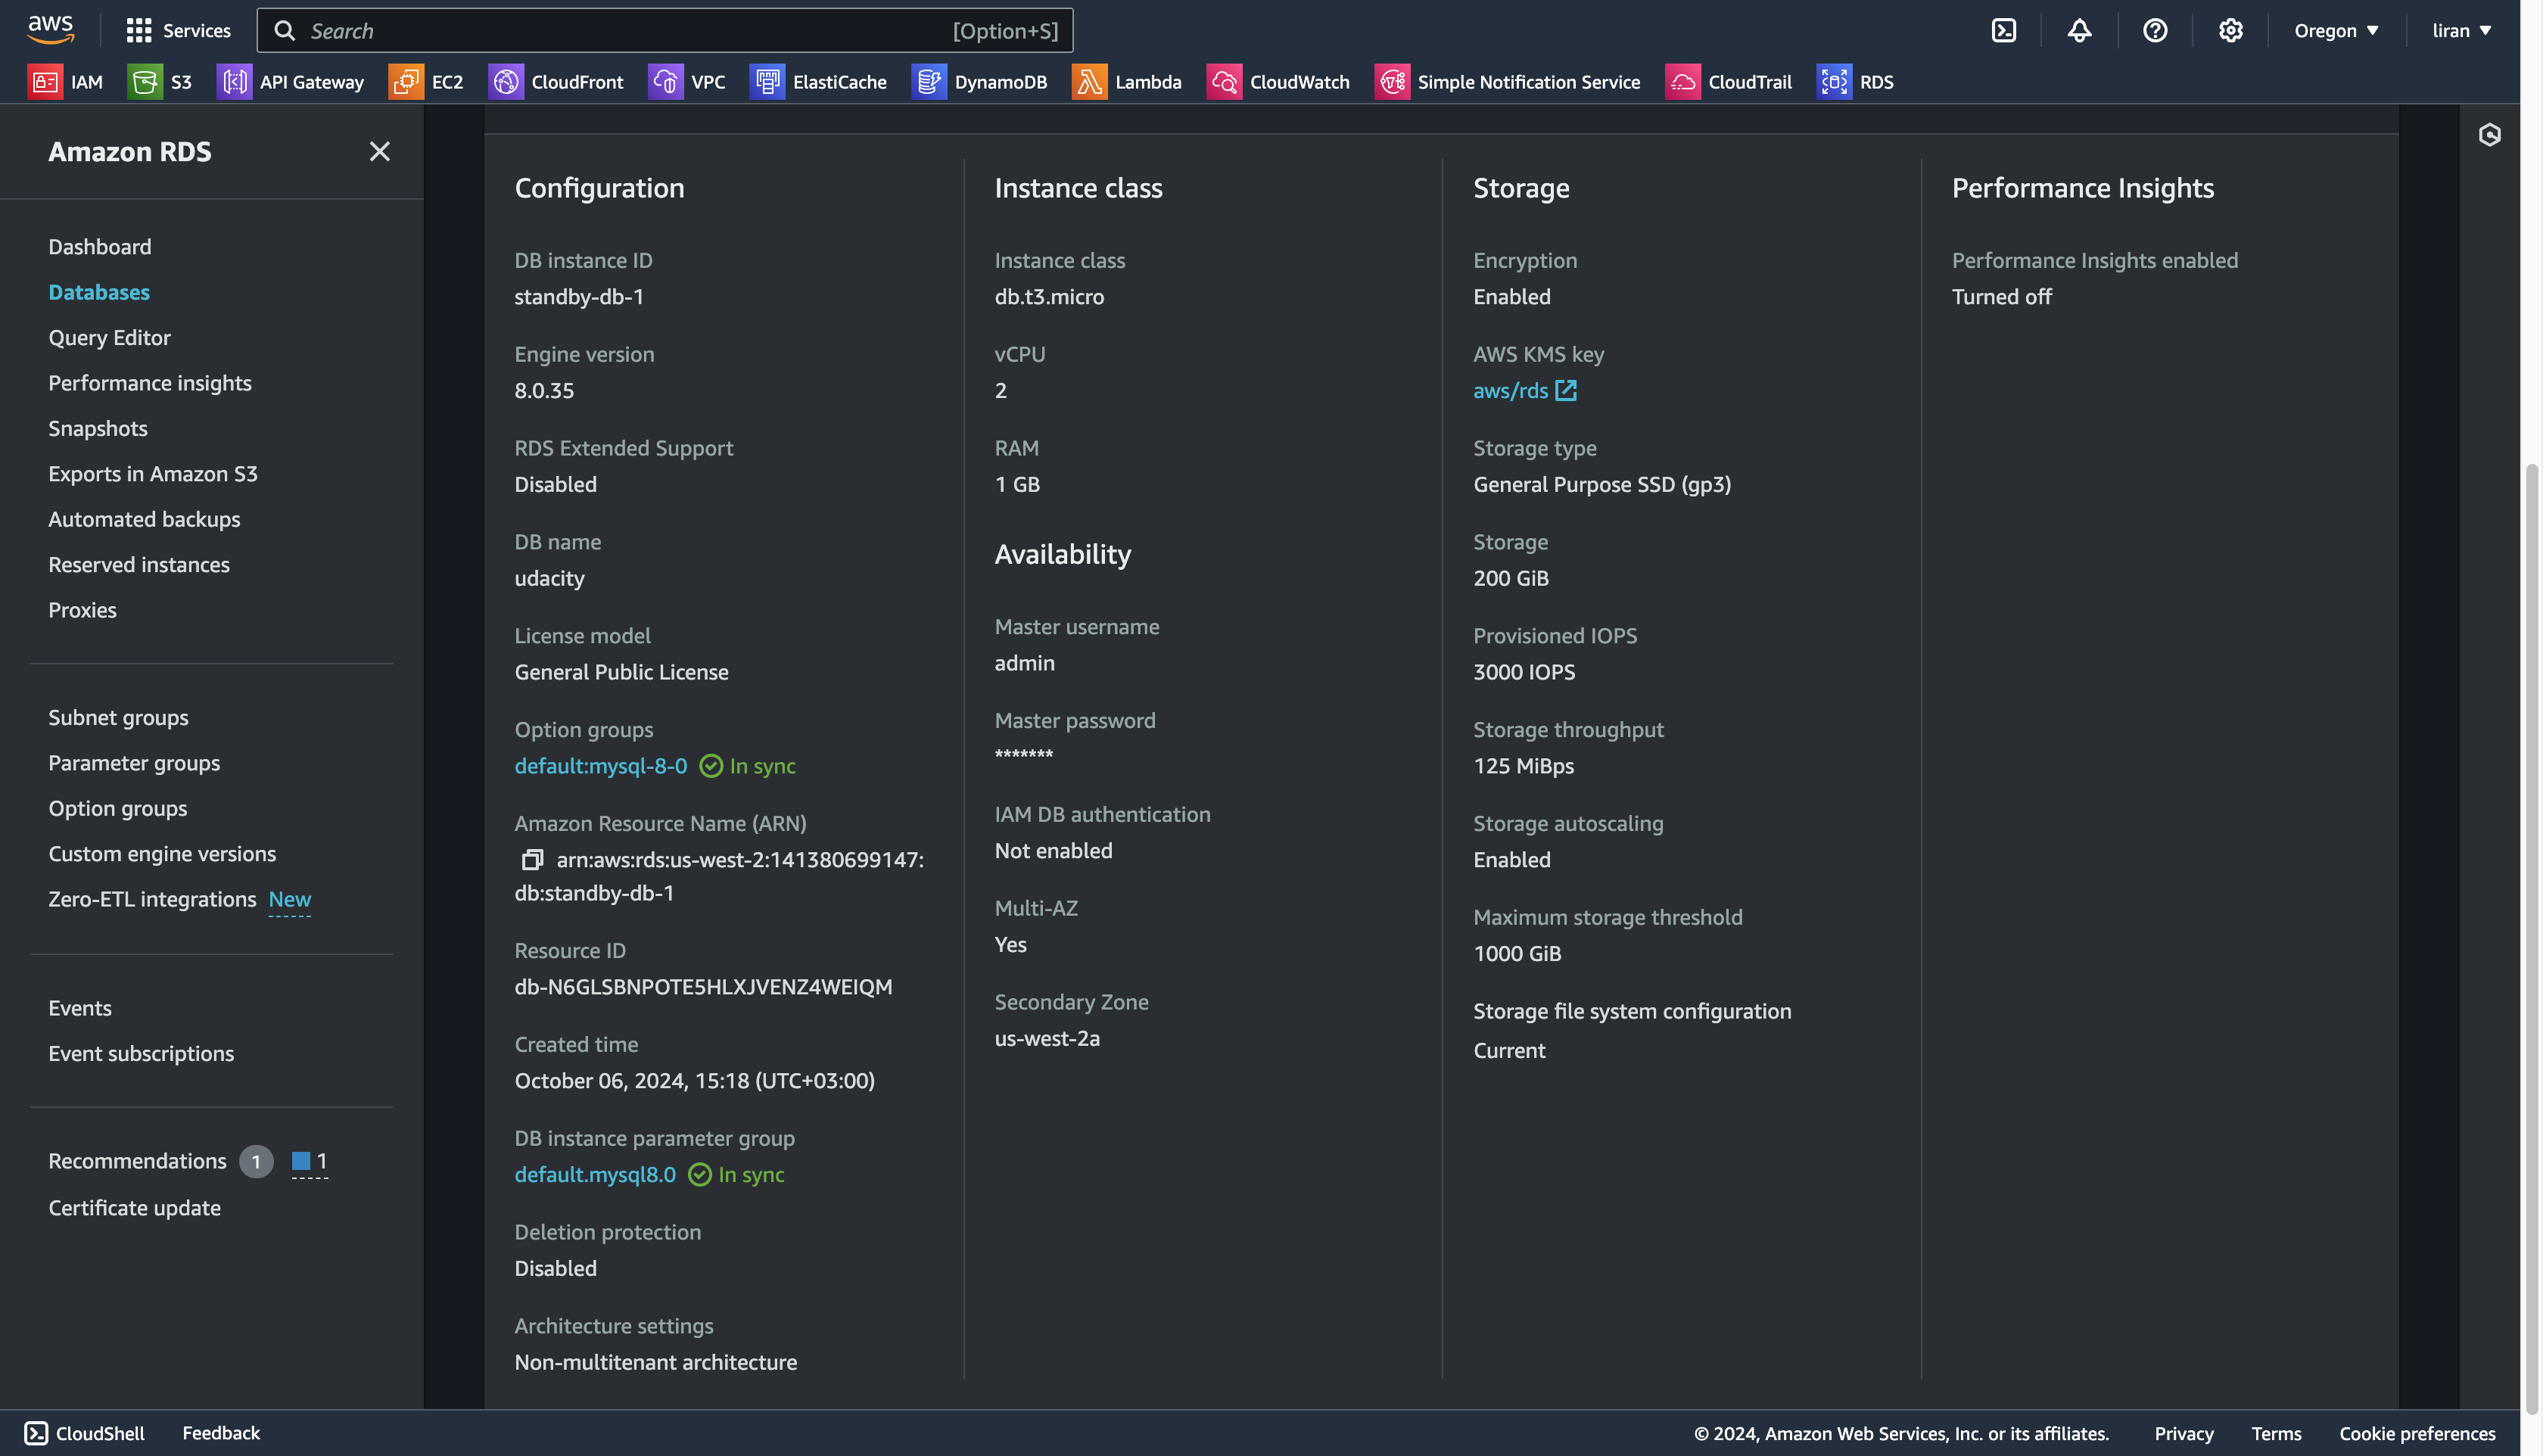 aws
Services
Search [Option+S]
Oregon ▼
liran ▼
IAM S3 API Gateway EC2 CloudFront VPC ElastiCache DynamoDB Lambda CloudWatch Simple Notification Service CloudTrail RDS
Amazon RDS
Dashboard
Databases
Query Editor
Performance insights
Snapshots
Exports in Amazon S3
Automated backups
Reserved instances
Proxies
Subnet groups
Parameter groups
Option groups
Custom engine versions
Zero-ETL integrations New
Events
Event subscriptions
Recommendations 1 1
Certificate update
Configuration
DB instance ID
standby-db-1
Engine version
8.0.35
RDS Extended Support
Disabled
DB name
udacity
License model
General Public License
Option groups
default:mysql-8-0 In sync
Amazon Resource Name (ARN)
arn:aws:rds:us-west-2:141380699147:
db:standby-db-1
Resource ID
db-N6GLSBNPOTE5HLXJVENZ4WEIQM
Created time
October 06, 2024, 15:18 (UTC+03:00)
DB instance parameter group
default.mysql8.0 In sync
Deletion protection
Disabled
Architecture settings
Non-multitenant architecture
Instance class
Instance class
db.t3.micro
vCPU
2
RAM
1 GB
Availability
Master username
admin
Master password
*******
IAM DB authentication
Not enabled
Multi-AZ
Yes
Secondary Zone
us-west-2a
Storage
Encryption
Enabled
AWS KMS key
aws/rds
Storage type
General Purpose SSD (gp3)
Storage
200 GiB
Provisioned IOPS
3000 IOPS
Storage throughput
125 MiBps
Storage autoscaling
Enabled
Maximum storage threshold
1000 GiB
Storage file system configuration
Current
Performance Insights
Performance Insights enabled
Turned off
CloudShell Feedback
© 2024, Amazon Web Services, Inc. or its affiliates. Privacy Terms Cookie preferences